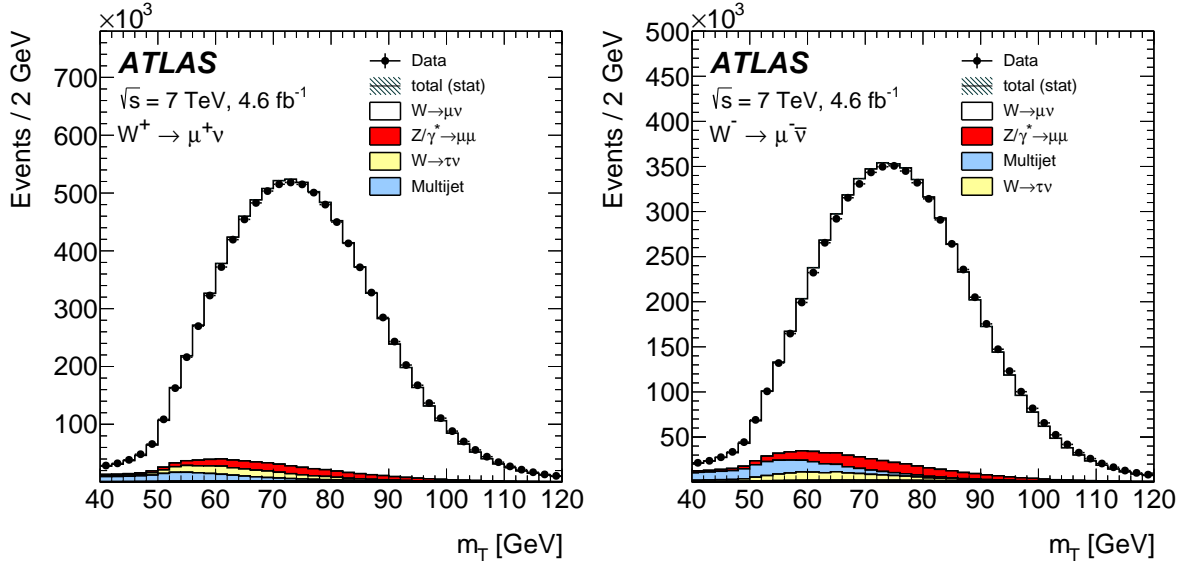 ×10³
Events / 2 GeV
700
600
500
400
300
200
100
40 50 60 70 80 90 100 110 120
m_T [GeV]
ATLAS
√s = 7 TeV, 4.6 fb⁻¹
W⁺ → μ⁺ν
Data
total (stat)
W→μν
Z/γ*→μμ
W→τν
Multijet
×10³
Events / 2 GeV
500
450
400
350
300
250
200
150
100
50
40 50 60 70 80 90 100 110 120
m_T [GeV]
ATLAS
√s = 7 TeV, 4.6 fb⁻¹
W⁻ → μ⁻ν̅
Data
total (stat)
W→μν
Z/γ*→μμ
Multijet
W→τν